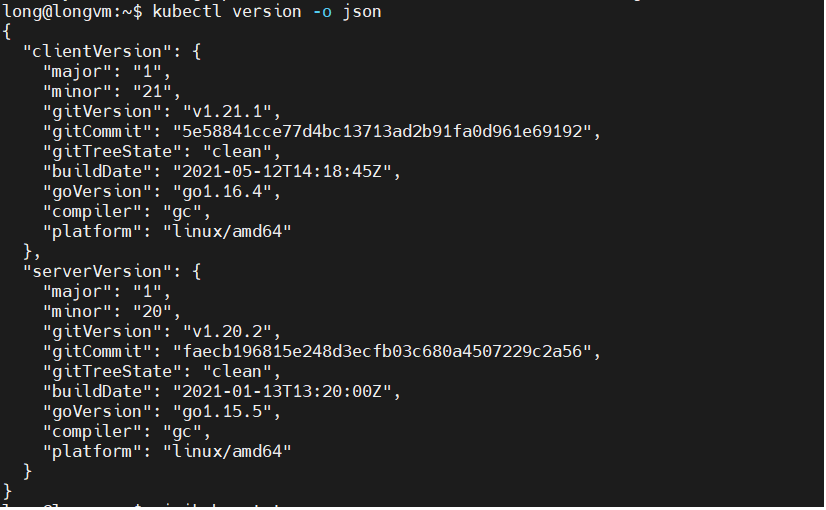 long@longvm:~$ kubectl version -o json
{
  "clientVersion": {
    "major": "1",
    "minor": "21",
    "gitVersion": "v1.21.1",
    "gitCommit": "5e58841cce77d4bc13713ad2b91fa0d961e69192",
    "gitTreeState": "clean",
    "buildDate": "2021-05-12T14:18:45Z",
    "goVersion": "go1.16.4",
    "compiler": "gc",
    "platform": "linux/amd64"
  },
  "serverVersion": {
    "major": "1",
    "minor": "20",
    "gitVersion": "v1.20.2",
    "gitCommit": "faecb196815e248d3ecfb03c680a4507229c2a56",
    "gitTreeState": "clean",
    "buildDate": "2021-01-13T13:20:00Z",
    "goVersion": "go1.15.5",
    "compiler": "gc",
    "platform": "linux/amd64"
  }
}